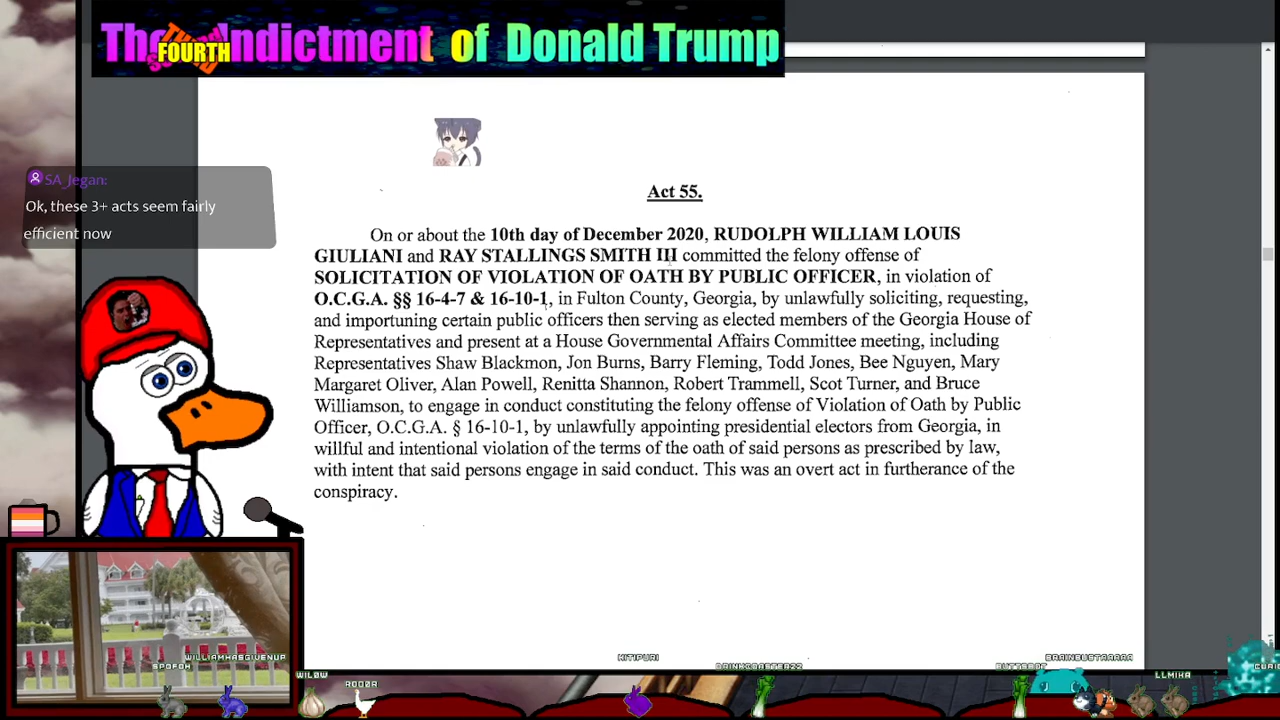 The Indictment of Donald Trump
THIRD
FOURTH
SA_Jegan:
Ok, these 3+ acts seem fairly
efficient now
Act 55.
On or about the 10th day of December 2020, RUDOLPH WILLIAM LOUIS
GIULIANI and RAY STALLINGS SMITH III committed the felony offense of
SOLICITATION OF VIOLATION OF OATH BY PUBLIC OFFICER, in violation of
O.C.G.A. §§ 16-4-7 & 16-10-1, in Fulton County, Georgia, by unlawfully soliciting, requesting,
and importuning certain public officers then serving as elected members of the Georgia House of
Representatives and present at a House Governmental Affairs Committee meeting, including
Representatives Shaw Blackmon, Jon Burns, Barry Fleming, Todd Jones, Bee Nguyen, Mary
Margaret Oliver, Alan Powell, Renitta Shannon, Robert Trammell, Scot Turner, and Bruce
Williamson, to engage in conduct constituting the felony offense of Violation of Oath by Public
Officer, O.C.G.A. § 16-10-1, by unlawfully appointing presidential electors from Georgia, in
willful and intentional violation of the terms of the oath of said persons as prescribed by law,
with intent that said persons engage in said conduct. This was an overt act in furtherance of the
conspiracy.
WILLIAMHASGIVENUP
SPOFOH
WILOW
KITIPURI
LLMIKA